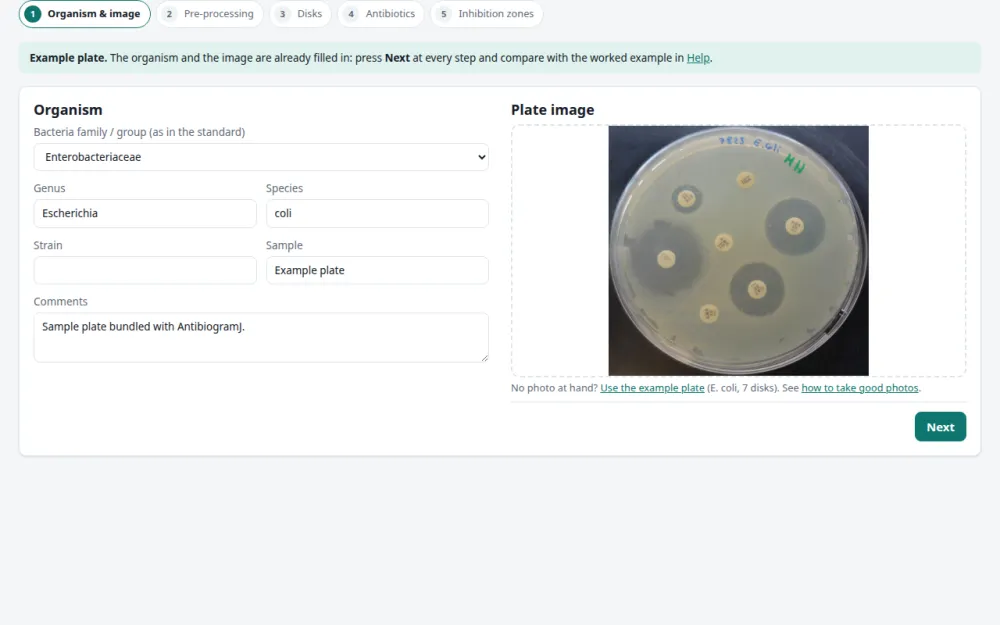 1 Organism & image
2 Pre-processing
3 Disks
4 Antibiotics
5 Inhibition zones
Example plate. The organism and the image are already filled in: press Next at every step and compare with the worked example in Help.
Organism
Bacteria family / group (as in the standard)
Enterobacteriaceae
Genus
Species
Escherichia
coli
Strain
Sample
Example plate
Comments
Sample plate bundled with AntibiogramJ.
Plate image
E. coli
No photo at hand? Use the example plate (E. coli, 7 disks). See how to take good photos.
Next